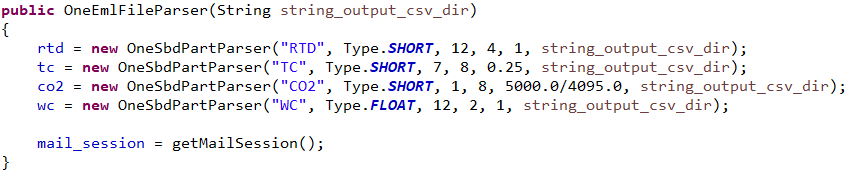 public OneEmlFileParser(String string_output_csv_dir)
{
    rtd = new OneSbdPartParser("RTD", Type.SHORT, 12, 4, 1, string_output_csv_dir);
    tc = new OneSbdPartParser("TC", Type.SHORT, 7, 8, 0.25, string_output_csv_dir);
    co2 = new OneSbdPartParser("CO2", Type.SHORT, 1, 8, 5000.0/4095.0, string_output_csv_dir);
    wc = new OneSbdPartParser("WC", Type.FLOAT, 12, 2, 1, string_output_csv_dir);
    mail_session = getMailSession();
}